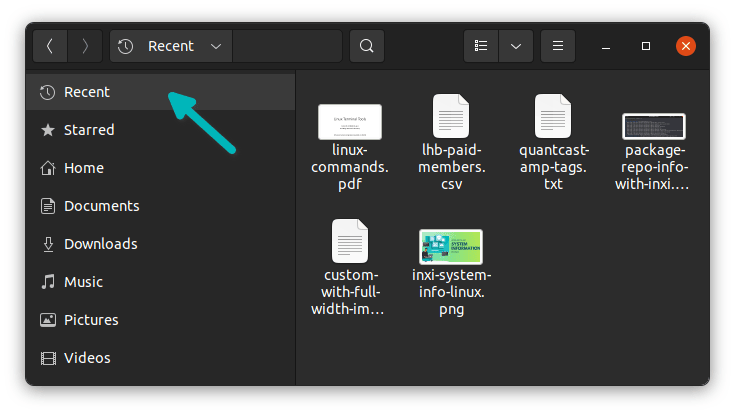 Recent
Recent
Starred
Home
Documents
Downloads
Music
Pictures
Videos
Linux Terminal Tools
linux-
commands.
pdf
lhb-paid-
members.
csv
quantcast-
amp-tags.
txt
package-
repo-info-
with-inxi....
custom-
with-full-
width-im...
SYSTEM
INFORMATION
inxi-system-
info-linux.
png